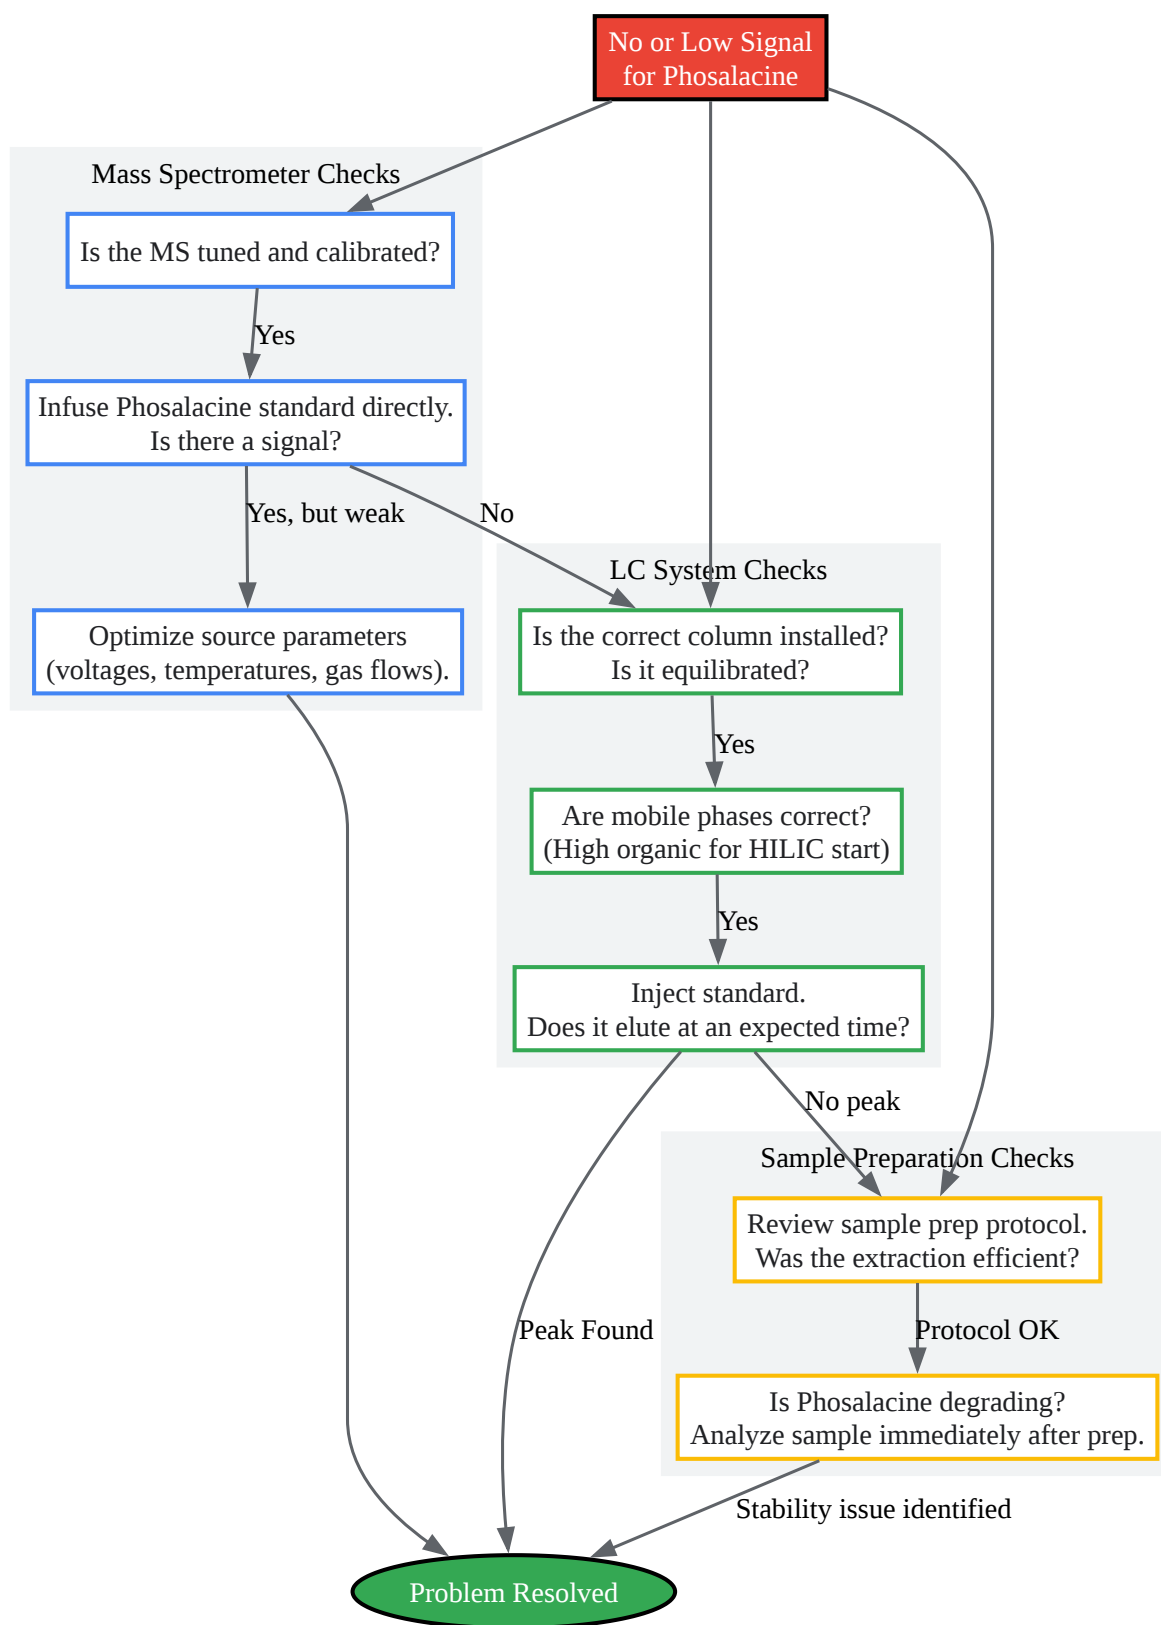 No or Low Signal
for Phosalacine
Mass Spectrometer Checks
Is the MS tuned and calibrated?
Yes
Infuse Phosalacine standard directly.
Is there a signal?
Yes, but weak
No
Optimize source parameters
(voltages, temperatures, gas flows).
LC System Checks
Is the correct column installed?
Is it equilibrated?
Yes
Are mobile phases correct?
(High organic for HILIC start)
Yes
Inject standard.
Does it elute at an expected time?
No peak
Peak Found
Sample Preparation Checks
Review sample prep protocol.
Was the extraction efficient?
Protocol OK
Is Phosalacine degrading?
Analyze sample immediately after prep.
Stability issue identified
Problem Resolved